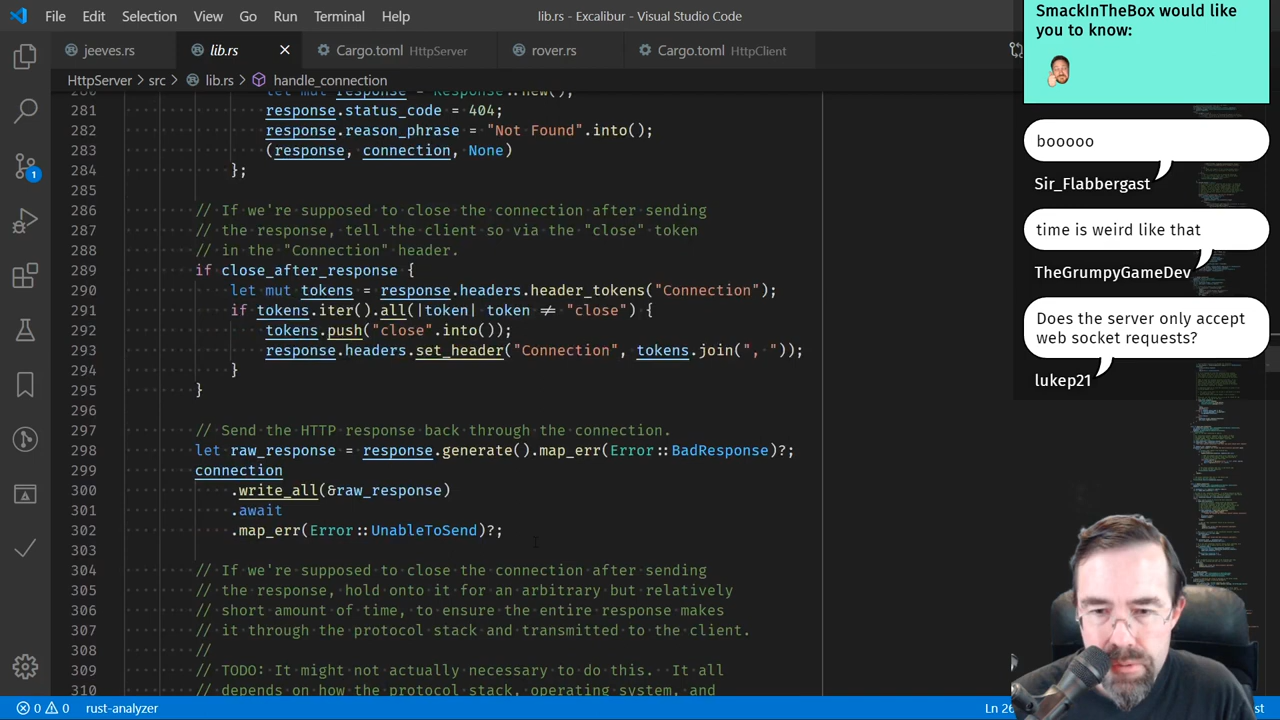 File Edit Selection View Go Run Terminal Help lib.rs - Excalibur - Visual Studio Code
jeeves.rs lib.rs Cargo.toml HttpServer rover.rs Cargo.toml HttpClient
HttpServer > src > lib.rs > handle_connection
280 let mut response = Response::new();
281 response.status_code = 404;
282 response.reason_phrase = "Not Found".into();
283 (response, connection, None)
284 };
285
286 // If we're supposed to close the connection after sending
287 // the response, tell the client so via the "close" token
288 // in the "Connection" header.
289 if close_after_response {
290 let mut tokens = response.headers.header_tokens("Connection");
291 if tokens.iter().all(|token| token != "close") {
292 tokens.push("close".into());
293 response.headers.set_header("Connection", tokens.join(", "));
294 }
295 }
296
297 // Send the HTTP response back through the connection.
298 let raw_response = response.generate().map_err(Error::BadResponse)?;
299 connection
300 .write_all(&raw_response)
301 .await
302 .map_err(Error::UnableToSend)?;
303
304 // If we're supposed to close the connection after sending
305 // the response, hold onto it for an arbitrary but relatively
306 // short amount of time, to ensure the entire response makes
307 // it through the protocol stack and transmitted to the client.
308 //
309 // TODO: It might not actually necessary to do this. It all
310 // depends on how the protocol stack, operating system, and
SmackInTheBox would like
you to know:
booooo
Sir_Flabbergast
time is weird like that
TheGrumpyGameDev
Does the server only accept
web socket requests?
lukep21
1
0 0 rust-analyzer